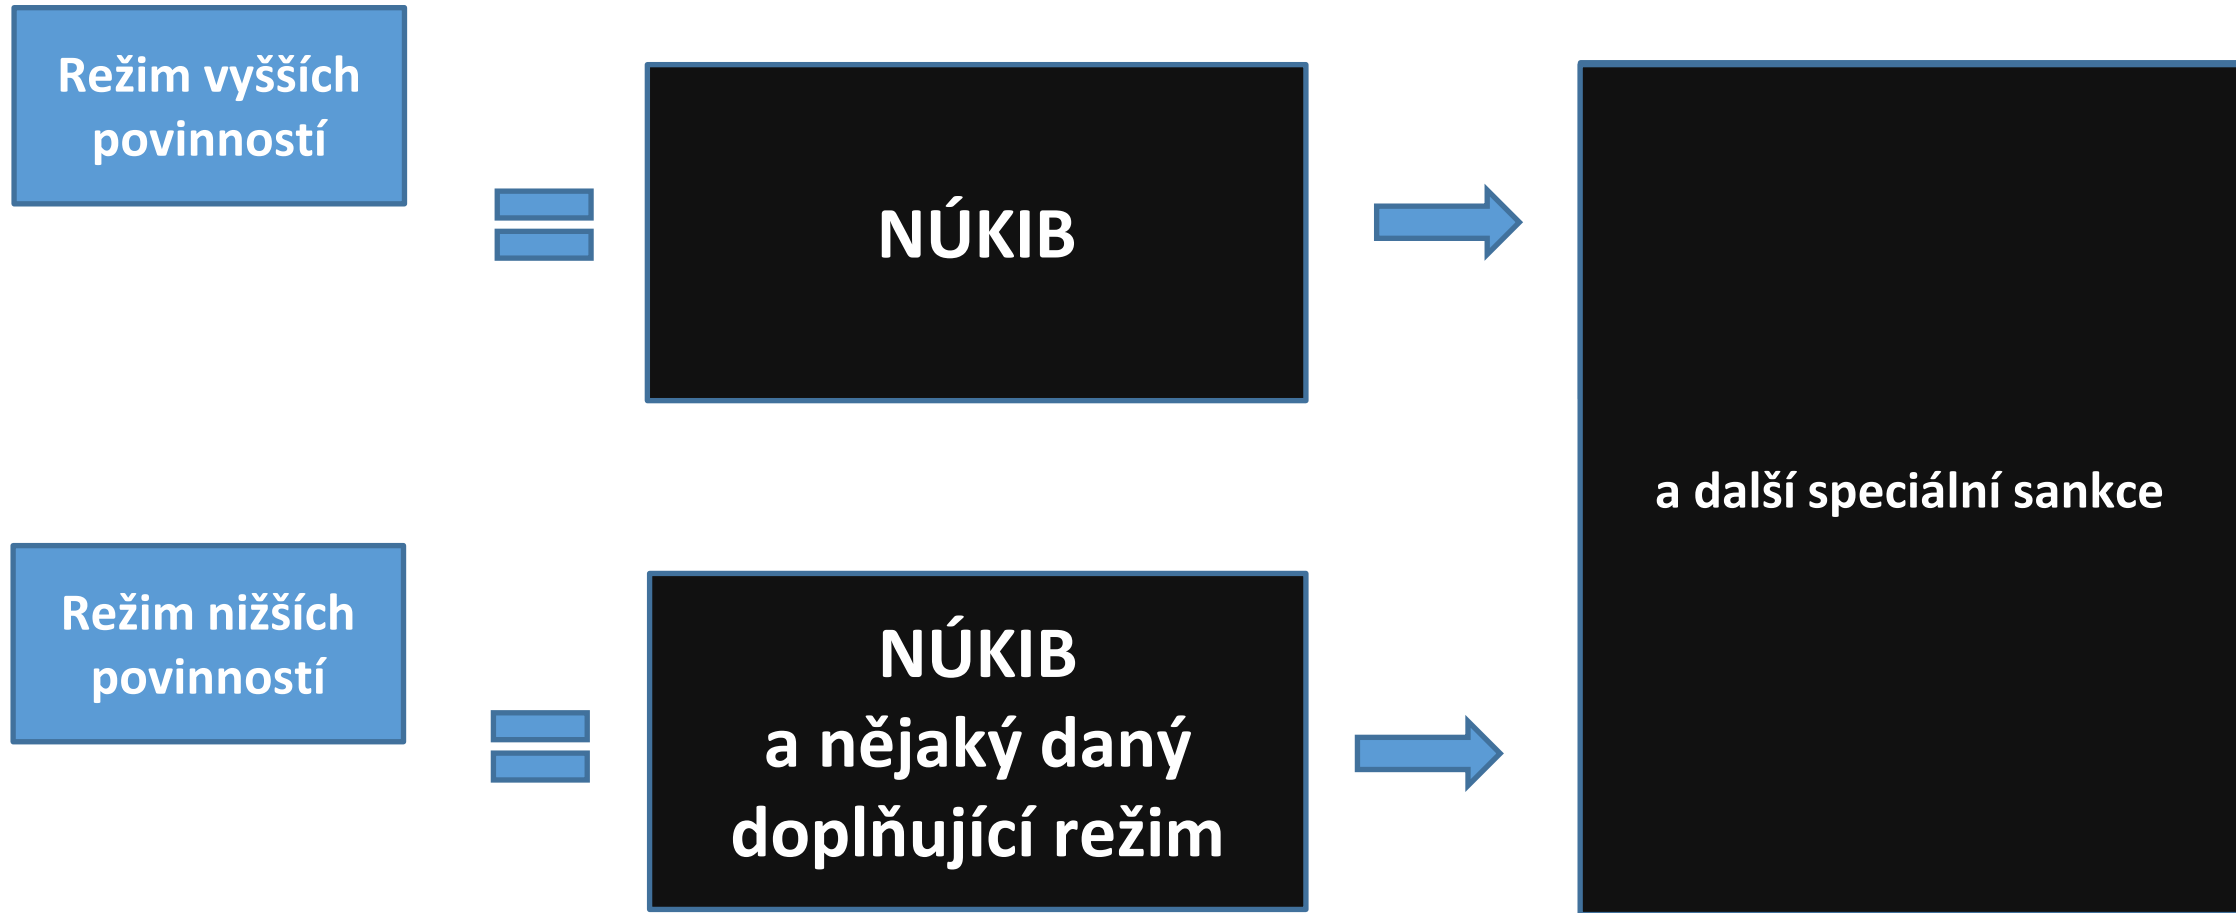 Režim vyšších
povinností
NÚKIB
a další speciální sankce
Režim nižších
povinností
NÚKIB
a nějaký daný
doplňující režim